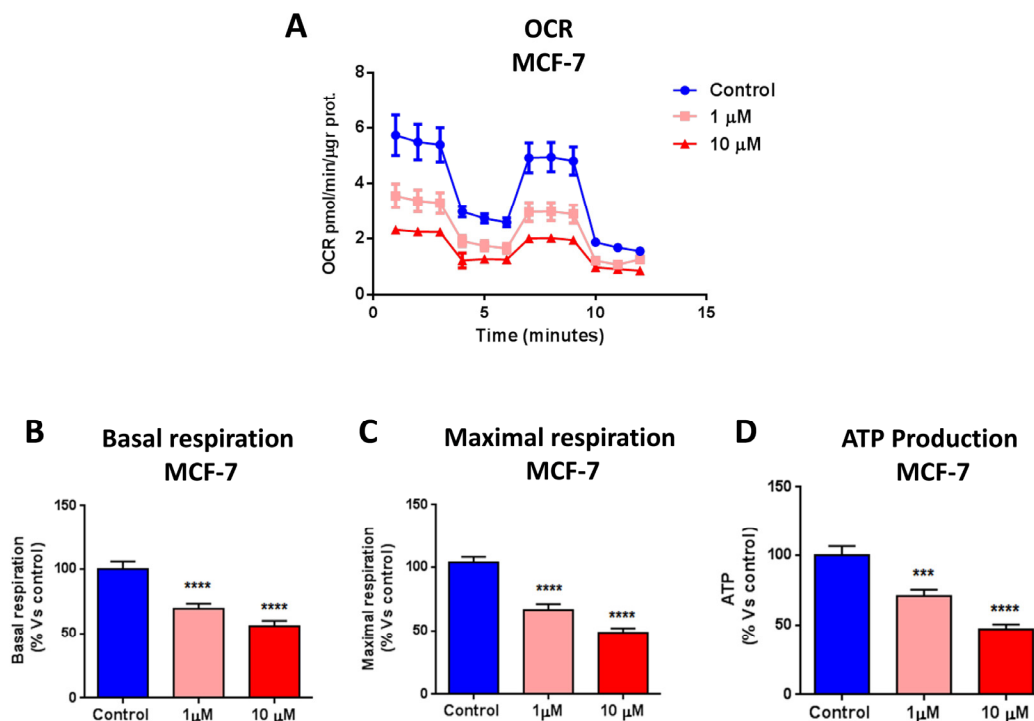 A
OCR
MCF-7
OCR pmol/min/µgr prot.
8
6
4
2
0
0
5
10
15
Time (minutes)
Control
1 µM
10 µM
B
Basal respiration
MCF-7
Basal respiration
(% Vs control)
150
100
50
0
****
****
Control
1µM
10 µM
C
Maximal respiration
MCF-7
Maximal respiration
(% Vs control)
150
100
50
0
****
****
Control
1µM
10 µM
D
ATP Production
MCF-7
ATP
(% Vs control)
150
100
50
0
***
****
Control
1µM
10 µM